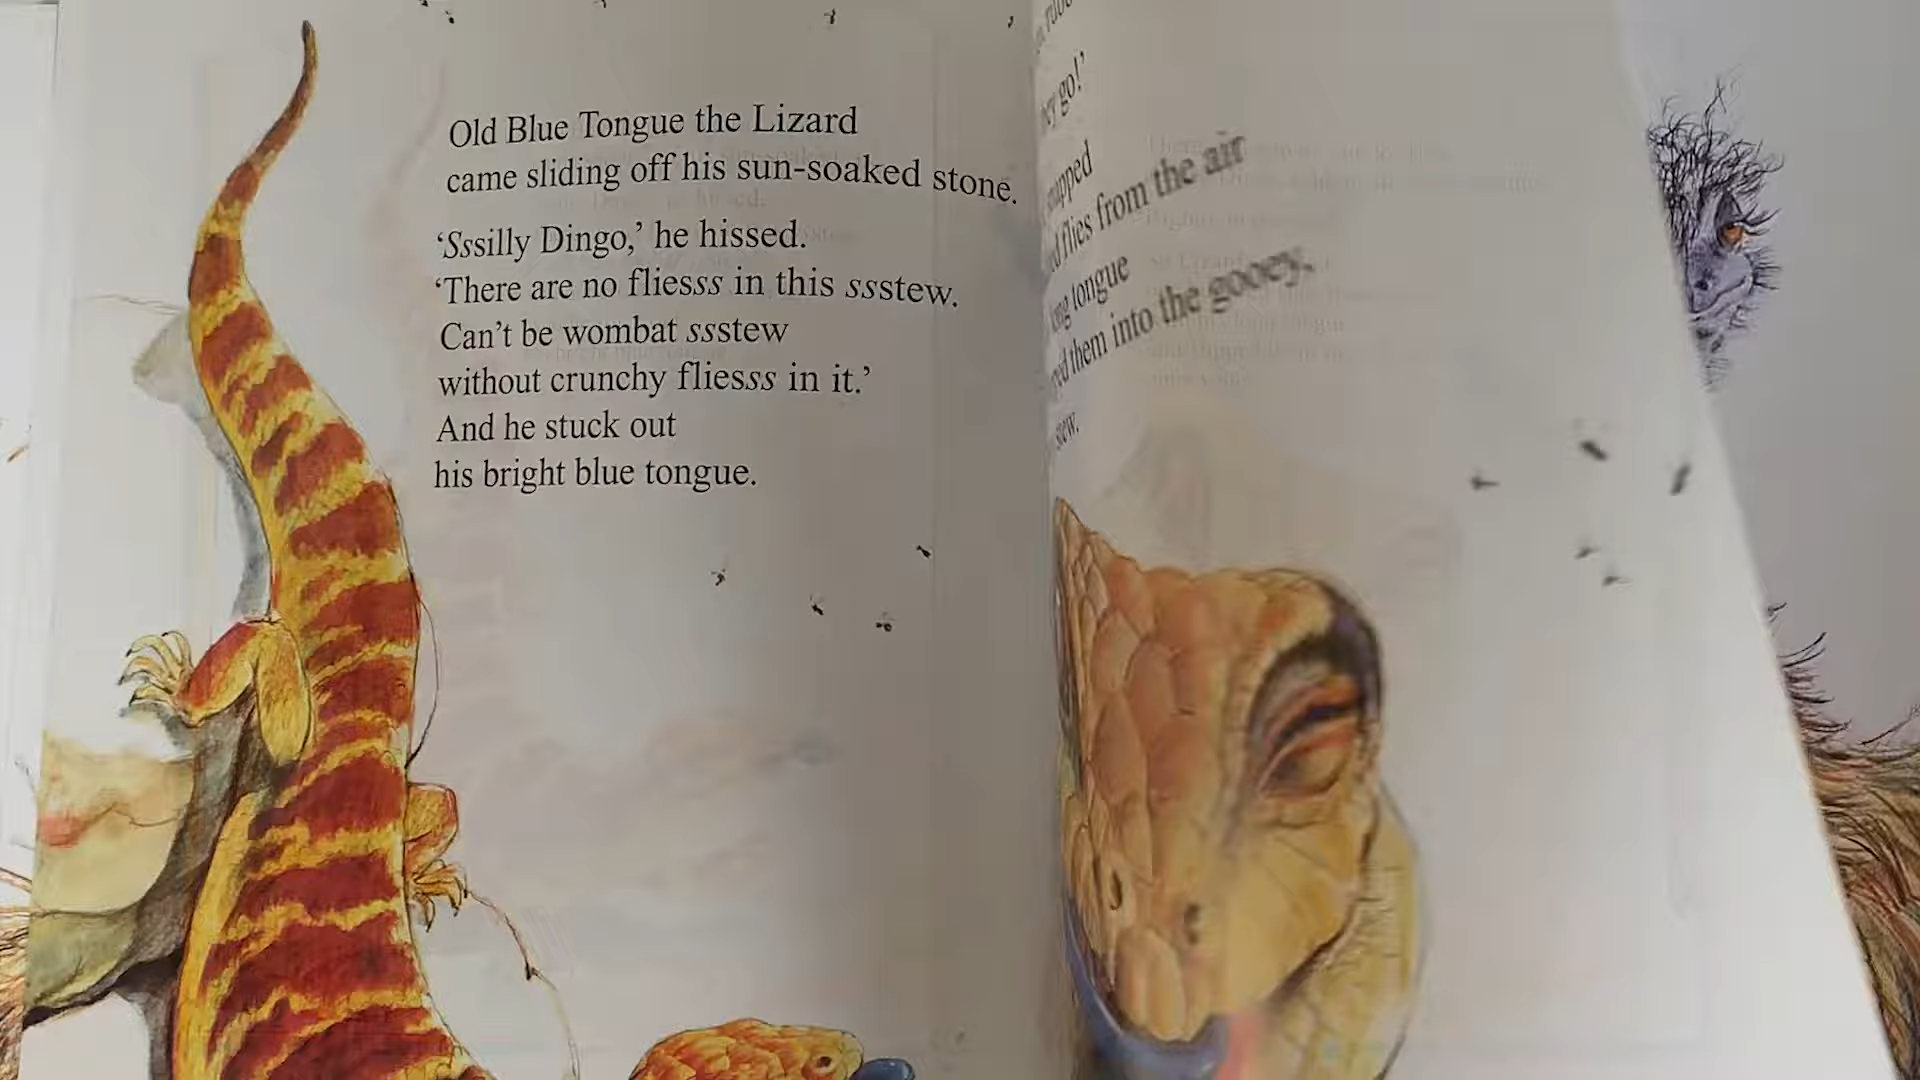 Old Blue Tongue the Lizard
came sliding off his sun-soaked stone.
‘Sssilly Dingo,’ he hissed.
‘There are no fliesss in this ssstew.
Can’t be wombat ssstew
without crunchy fliesss in it.’
And he stuck out
his bright blue tongue.
go!’
flies from the air
tongue
them into the gooey,
stew.